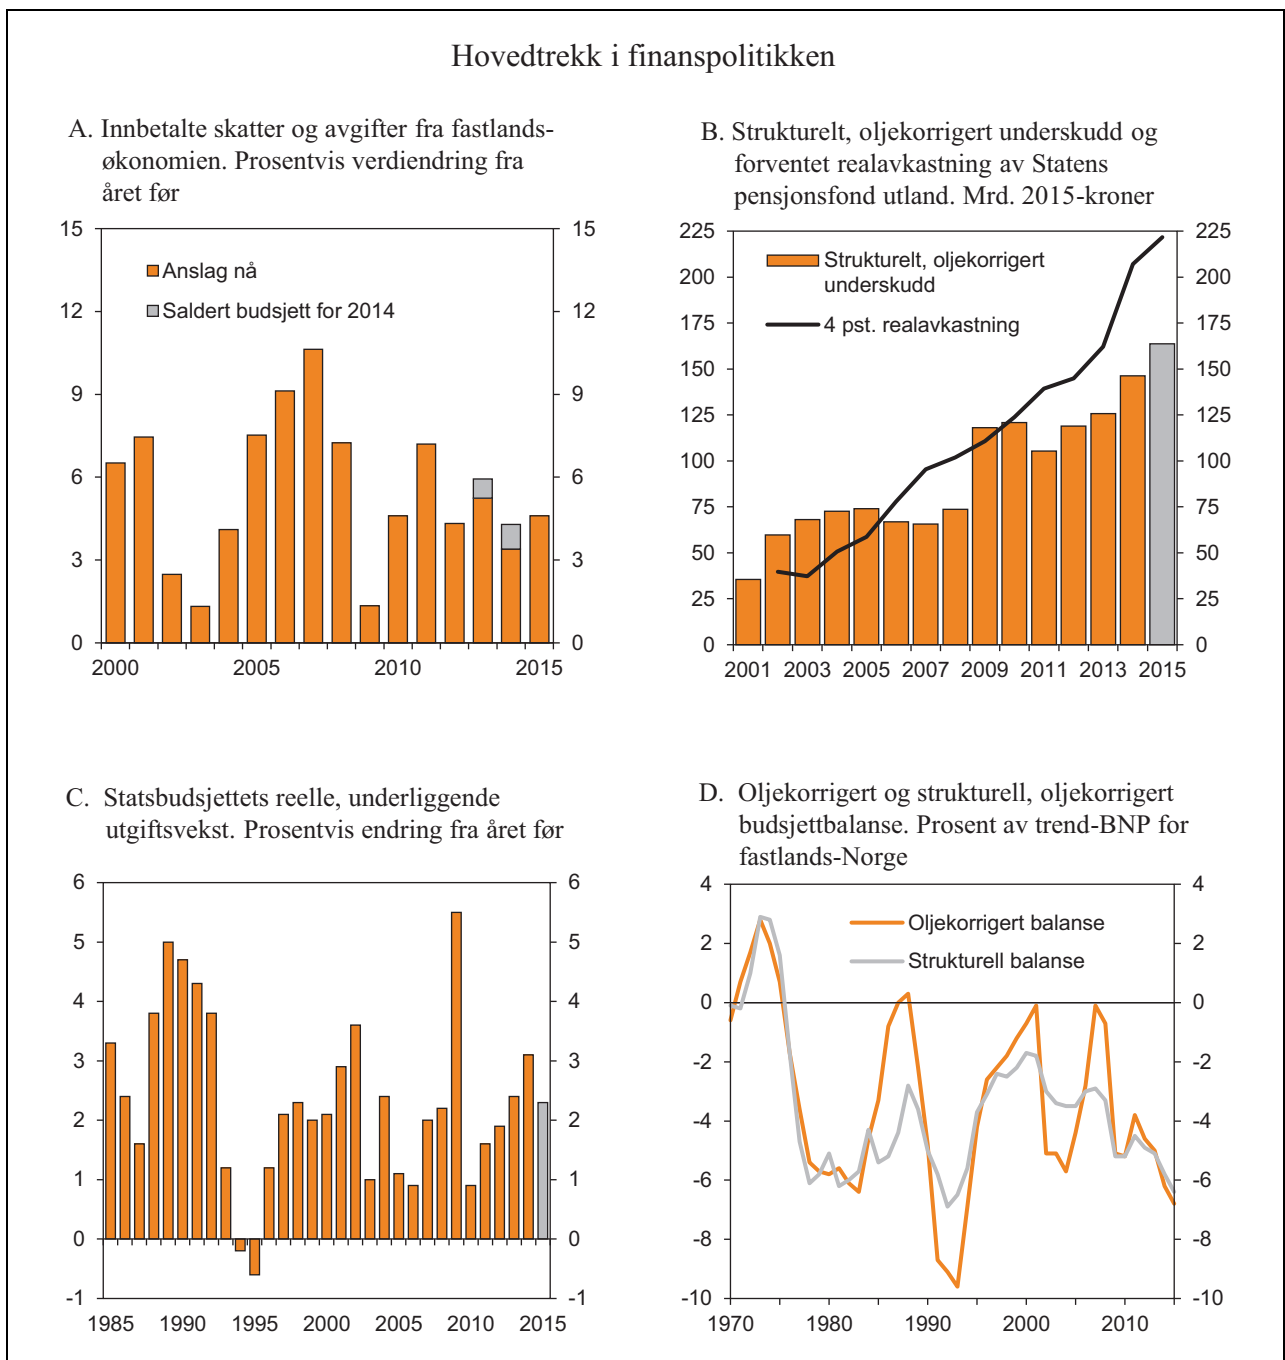 Hovedtrekk i finanspolitikken
A. Innbetalte skatter og avgifter fra fastlands-
økonomien. Prosentvis verdiendring fra
året før
15 15
Anslag nå
12 12
Saldert budsjett for 2014
9 9
6 6
3 3
0 0
2000 2005 2010 2015
B. Strukturelt, oljekorrigert underskudd og
forventet realavkastning av Statens
pensjonsfond utland. Mrd. 2015-kroner
225 225
Strukturelt, oljekorrigert
underskudd
200 200
4 pst. realavkastning
175 175
150 150
125 125
100 100
75 75
50 50
25 25
0 0
2001 2003 2005 2007 2009 2011 2013 2015
C. Statsbudsjettets reelle, underliggende
utgiftsvekst. Prosentvis endring fra året før
6 6
5 5
4 4
3 3
2 2
1 1
0 0
-1 -1
1985 1990 1995 2000 2005 2010 2015
D. Oljekorrigert og strukturell, oljekorrigert
budsjettbalanse. Prosent av trend-BNP for
fastlands-Norge
4 4
Oljekorrigert balanse
2 2
Strukturell balanse
0 0
-2 -2
-4 -4
-6 -6
-8 -8
-10 -10
1970 1980 1990 2000 2010